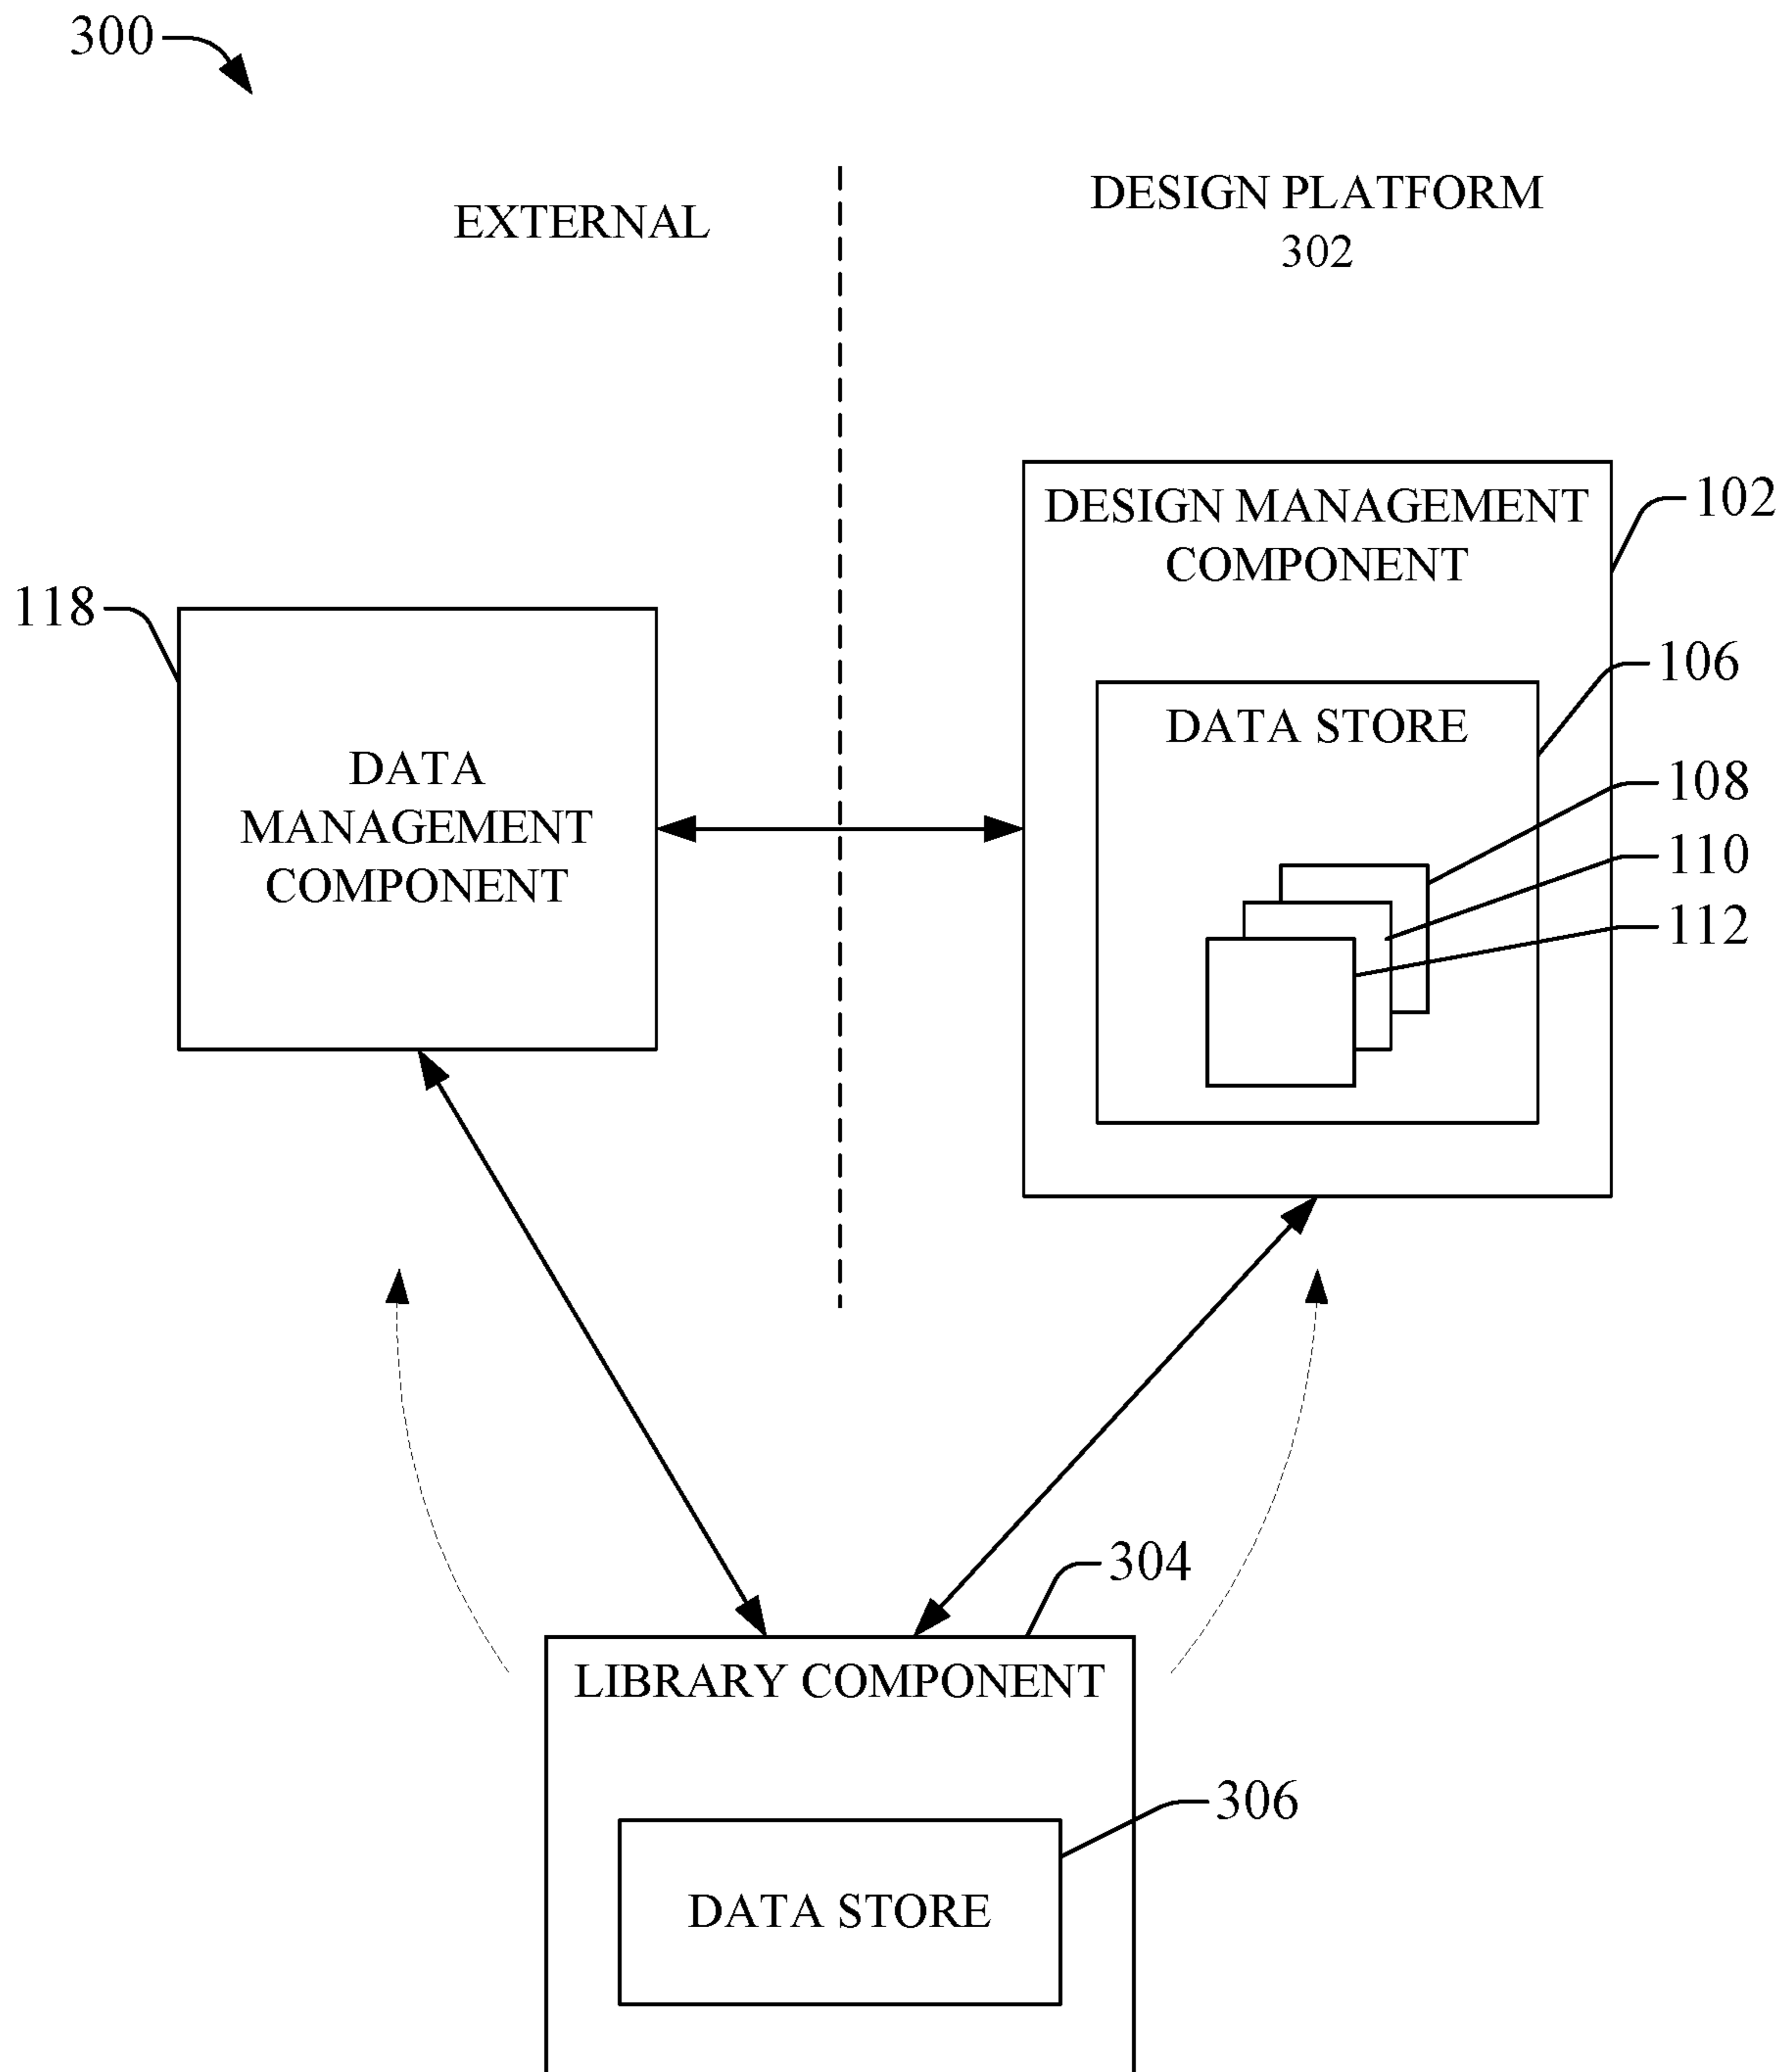 300
EXTERNAL
DESIGN PLATFORM
302
DESIGN MANAGEMENT
COMPONENT
102
118
106
DATA STORE
DATA
MANAGEMENT
COMPONENT
108
110
112
304
LIBRARY COMPONENT
306
DATA STORE